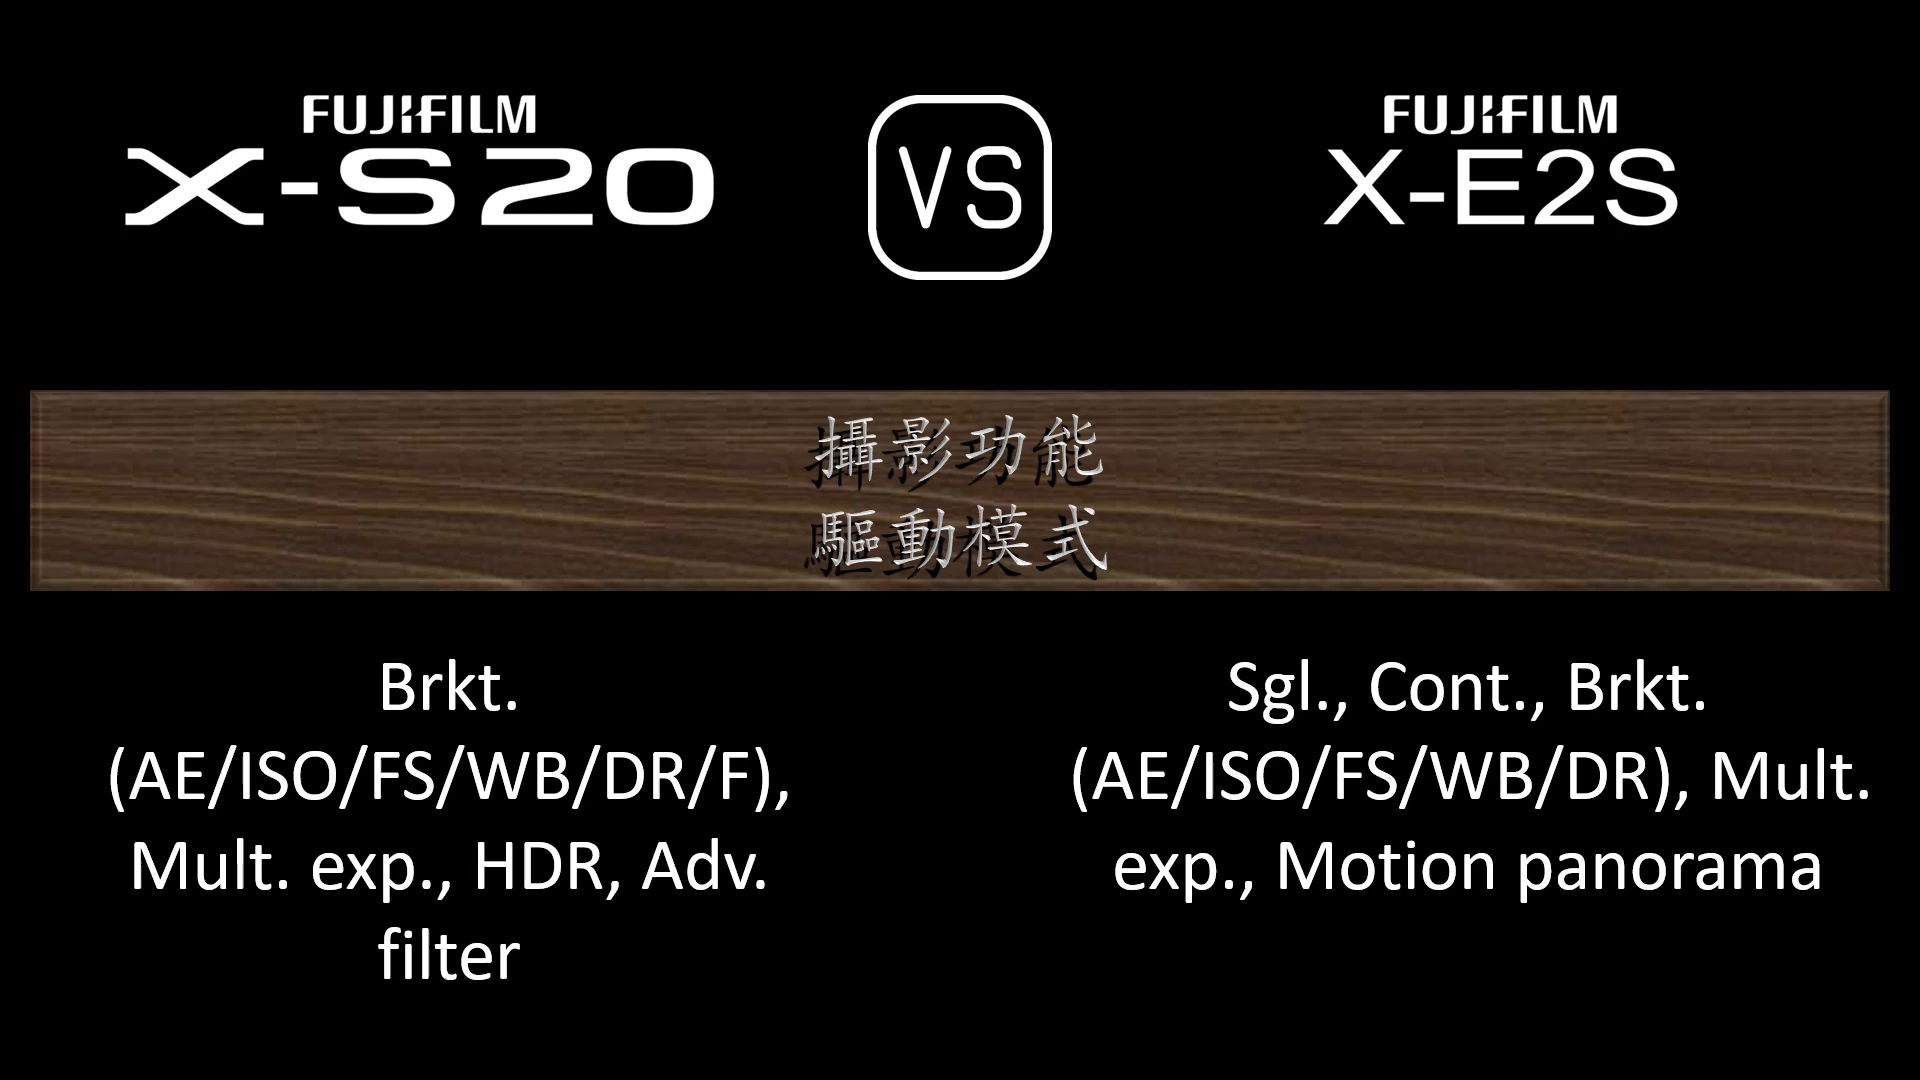 FUJIFILM
X-S20
VS
FUJIFILM
X-E2S
攝影功能
驅動模式
Brkt.
(AE/ISO/FS/WB/DR/F),
Mult. exp., HDR, Adv.
filter
Sgl., Cont., Brkt.
(AE/ISO/FS/WB/DR), Mult.
exp., Motion panorama